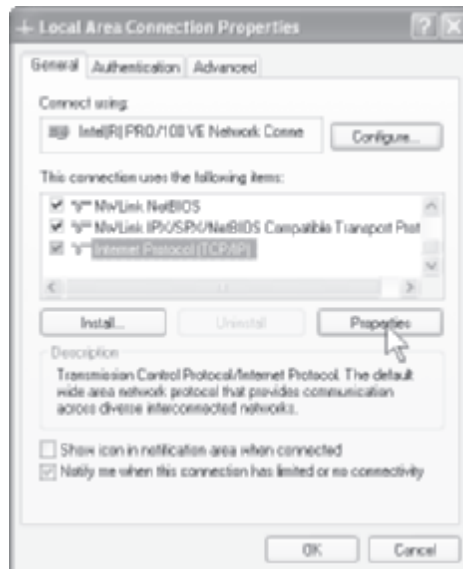 Local Area Connection Properties
General Authentication Advanced
Connect using:
Intel(R) PRO/100 VE Network Conne
Configure...
This connection uses the following items:
NWLink NetBIOS
NWLink IPX/SPX/NetBIOS Compatible Transport Prot
Internet Protocol (TCP/IP)
Install... Uninstall Properties
Description
Transmission Control Protocol/Internet Protocol. The default
wide area network protocol that provides communication
across diverse interconnected networks.
Show icon in notification area when connected
Notify me when this connection has limited or no connectivity
OK Cancel